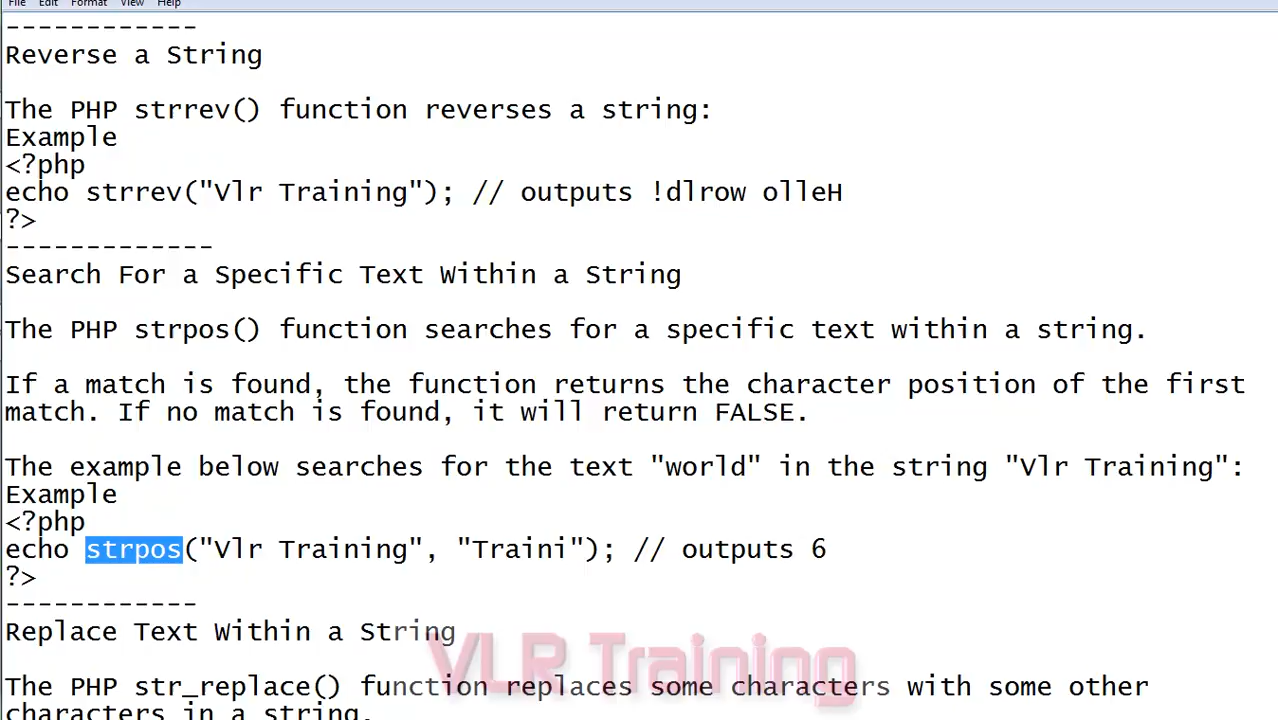 File Edit Format View Help
------------
Reverse a String
The PHP strrev() function reverses a string:
Example
<?php
echo strrev("Vlr Training"); // outputs !dlrow olleH
?>
-------------
Search For a Specific Text Within a String
The PHP strpos() function searches for a specific text within a string.
If a match is found, the function returns the character position of the first
match. If no match is found, it will return FALSE.
The example below searches for the text "world" in the string "Vlr Training":
Example
<?php
echo strpos("Vlr Training", "Traini"); // outputs 6
?>
------------
Replace Text Within a String
VLR Training
The PHP str_replace() function replaces some characters with some other
characters in a string.